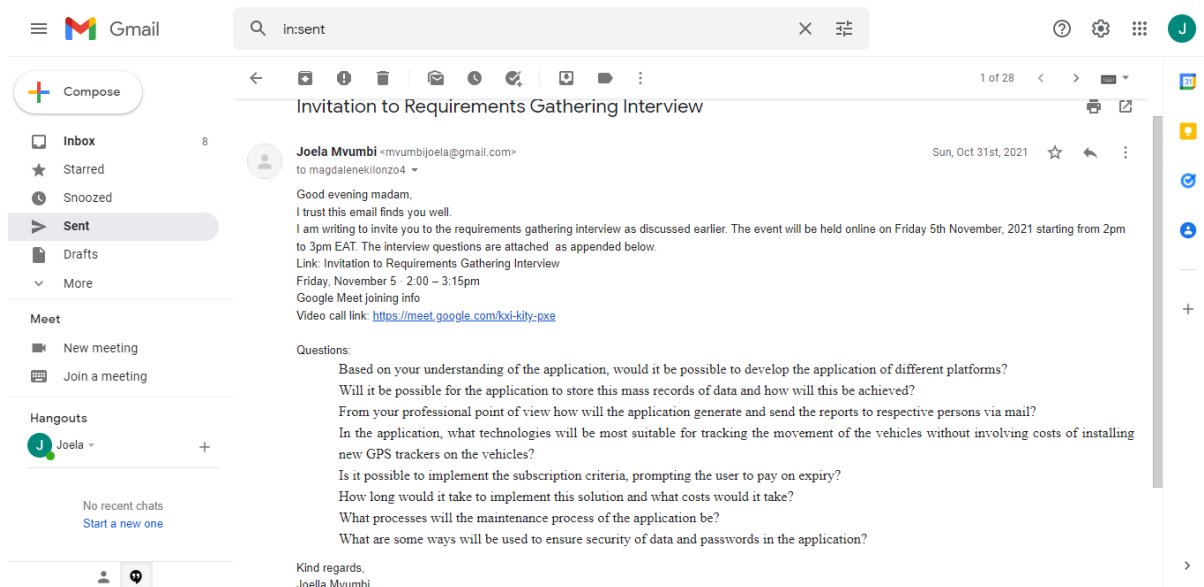 Gmail
in:sent
J
Compose
1 of 28
Invitation to Requirements Gathering Interview
31
Inbox 8
Starred
Snoozed
Sent
Drafts
More
Meet
New meeting
Join a meeting
Hangouts
J Joela
No recent chats
Start a new one
Joela Mvumbi <mvumbijoela@gmail.com> Sun, Oct 31st, 2021
to magdalenekilonzo4
Good evening madam,
I trust this email finds you well.
I am writing to invite you to the requirements gathering interview as discussed earlier. The event will be held online on Friday 5th November, 2021 starting from 2pm
to 3pm EAT. The interview questions are attached as appended below.
Link: Invitation to Requirements Gathering Interview
Friday, November 5 · 2:00 – 3:15pm
Google Meet joining info
Video call link: https://meet.google.com/kxi-kity-pxe
Questions:
Based on your understanding of the application, would it be possible to develop the application of different platforms?
Will it be possible for the application to store this mass records of data and how will this be achieved?
From your professional point of view how will the application generate and send the reports to respective persons via mail?
In the application, what technologies will be most suitable for tracking the movement of the vehicles without involving costs of installing
new GPS trackers on the vehicles?
Is it possible to implement the subscription criteria, prompting the user to pay on expiry?
How long would it take to implement this solution and what costs would it take?
What processes will the maintenance process of the application be?
What are some ways will be used to ensure security of data and passwords in the application?
Kind regards,
Joella Mvumbi